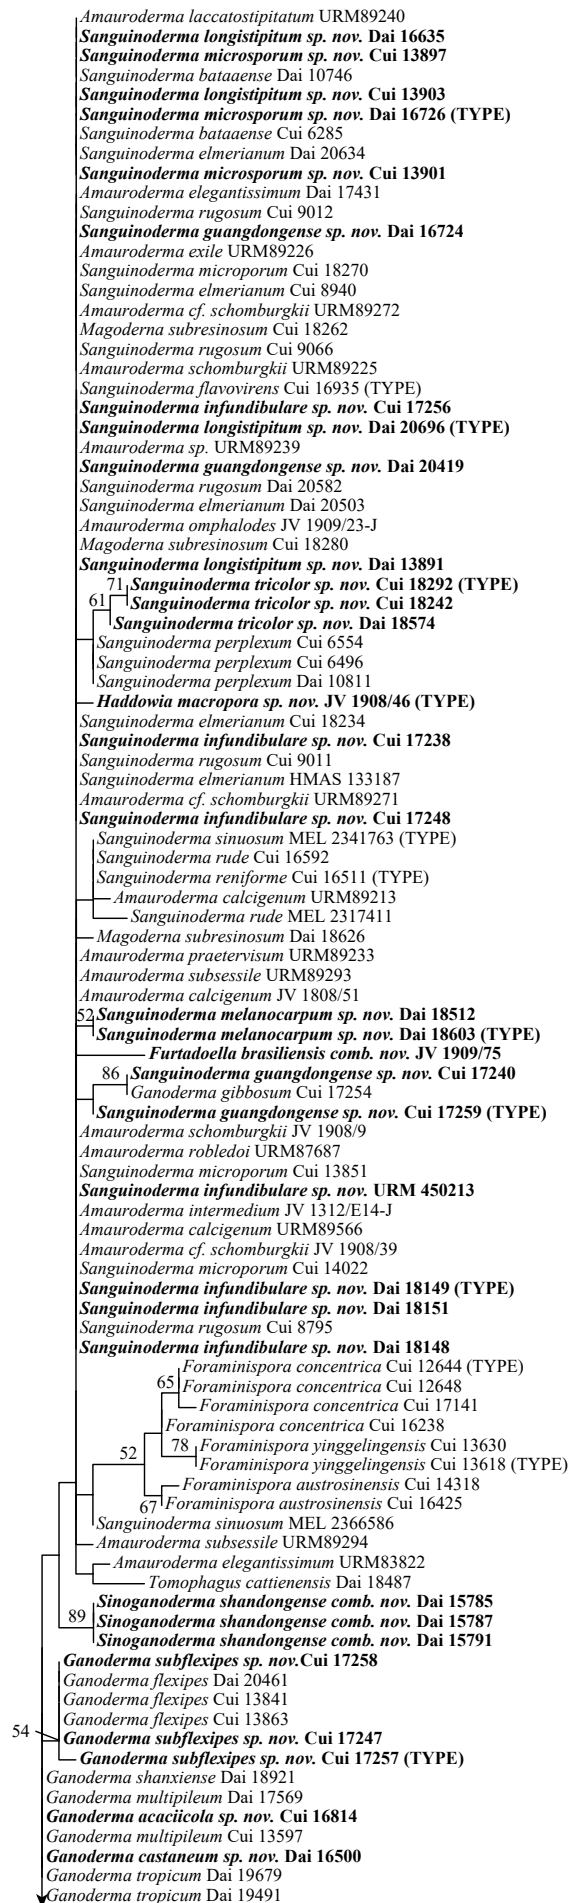 Amauroderma laccatostipitatum URM89240
Sanguinoderma longistipitum sp. nov. Dai 16635
Sanguinoderma microsporum sp. nov. Cui 13897
Sanguinoderma bataaense Dai 10746
Sanguinoderma longistipitum sp. nov. Cui 13903
Sanguinoderma microsporum sp. nov. Dai 16726 (TYPE)
Sanguinoderma bataaense Cui 6285
Sanguinoderma elmerianum Dai 20634
Sanguinoderma microsporum sp. nov. Cui 13901
Amauroderma elegantissimum Dai 17431
Sanguinoderma rugosum Cui 9012
Sanguinoderma guangdongense sp. nov. Dai 16724
Amauroderma exile URM89226
Sanguinoderma microporum Cui 18270
Sanguinoderma elmerianum Cui 8940
Amauroderma cf. schomburgkii URM89272
Magoderna subresinosum Cui 18262
Sanguinoderma rugosum Cui 9066
Amauroderma schomburgkii URM89225
Sanguinoderma flavovirens Cui 16935 (TYPE)
Sanguinoderma infundibulare sp. nov. Cui 17256
Sanguinoderma longistipitum sp. nov. Dai 20696 (TYPE)
Amauroderma sp. URM89239
Sanguinoderma guangdongense sp. nov. Dai 20419
Sanguinoderma rugosum Dai 20582
Sanguinoderma elmerianum Dai 20503
Amauroderma omphalodes JV 1909/23-J
Magoderna subresinosum Cui 18280
Sanguinoderma longistipitum sp. nov. Dai 13891
71 Sanguinoderma tricolor sp. nov. Cui 18292 (TYPE)
61 Sanguinoderma tricolor sp. nov. Cui 18242
Sanguinoderma tricolor sp. nov. Dai 18574
Sanguinoderma perplexum Cui 6554
Sanguinoderma perplexum Cui 6496
Sanguinoderma perplexum Dai 10811
Haddowia macropora sp. nov. JV 1908/46 (TYPE)
Sanguinoderma elmerianum Cui 18234
Sanguinoderma infundibulare sp. nov. Cui 17238
Sanguinoderma rugosum Cui 9011
Sanguinoderma elmerianum HMAS 133187
Amauroderma cf. schomburgkii URM89271
Sanguinoderma infundibulare sp. nov. Cui 17248
Sanguinoderma sinuosum MEL 2341763 (TYPE)
Sanguinoderma rude Cui 16592
Sanguinoderma reniforme Cui 16511 (TYPE)
Amauroderma calcigenum URM89213
Sanguinoderma rude MEL 2317411
Magoderna subresinosum Dai 18626
Amauroderma praetervisum URM89233
Amauroderma subsessile URM89293
Amauroderma calcigenum JV 1808/51
52 Sanguinoderma melanocarpum sp. nov. Dai 18512
Sanguinoderma melanocarpum sp. nov. Dai 18603 (TYPE)
Furtadoella brasiliensis comb. nov. JV 1909/75
86 Sanguinoderma guangdongense sp. nov. Cui 17240
Ganoderma gibbosum Cui 17254
Sanguinoderma guangdongense sp. nov. Cui 17259 (TYPE)
Amauroderma schomburgkii JV 1908/9
Amauroderma robledoi URM87687
Sanguinoderma microporum Cui 13851
Sanguinoderma infundibulare sp. nov. URM 450213
Amauroderma intermedium JV 1312/E14-J
Amauroderma calcigenum URM89566
Amauroderma cf. schomburgkii JV 1908/39
Sanguinoderma microporum Cui 14022
Sanguinoderma infundibulare sp. nov. Dai 18149 (TYPE)
Sanguinoderma infundibulare sp. nov. Dai 18151
Sanguinoderma rugosum Cui 8795
Sanguinoderma infundibulare sp. nov. Dai 18148
Foraminispora concentrica Cui 12644 (TYPE)
65 Foraminispora concentrica Cui 12648
Foraminispora concentrica Cui 17141
Foraminispora concentrica Cui 16238
52 78 Foraminispora yinggelingensis Cui 13630
Foraminispora yinggelingensis Cui 13618 (TYPE)
Foraminispora austrosinensis Cui 14318
67 Foraminispora austrosinensis Cui 16425
Sanguinoderma sinuosum MEL 2366586
Amauroderma subsessile URM89294
Amauroderma elegantissimum URM83822
Tomophagus cattienensis Dai 18487
Sinoganoderma shandongense comb. nov. Dai 15785
89 Sinoganoderma shandongense comb. nov. Dai 15787
Sinoganoderma shandongense comb. nov. Dai 15791
Ganoderma subflexipes sp. nov.Cui 17258
Ganoderma flexipes Dai 20461
Ganoderma flexipes Cui 13841
Ganoderma flexipes Cui 13863
54 Ganoderma subflexipes sp. nov. Cui 17247
Ganoderma subflexipes sp. nov. Cui 17257 (TYPE)
Ganoderma shanxiense Dai 18921
Ganoderma multipileum Dai 17569
Ganoderma acaciicola sp. nov. Cui 16814
Ganoderma multipileum Cui 13597
Ganoderma castaneum sp. nov. Dai 16500
Ganoderma tropicum Dai 19679
Ganoderma tropicum Dai 19491